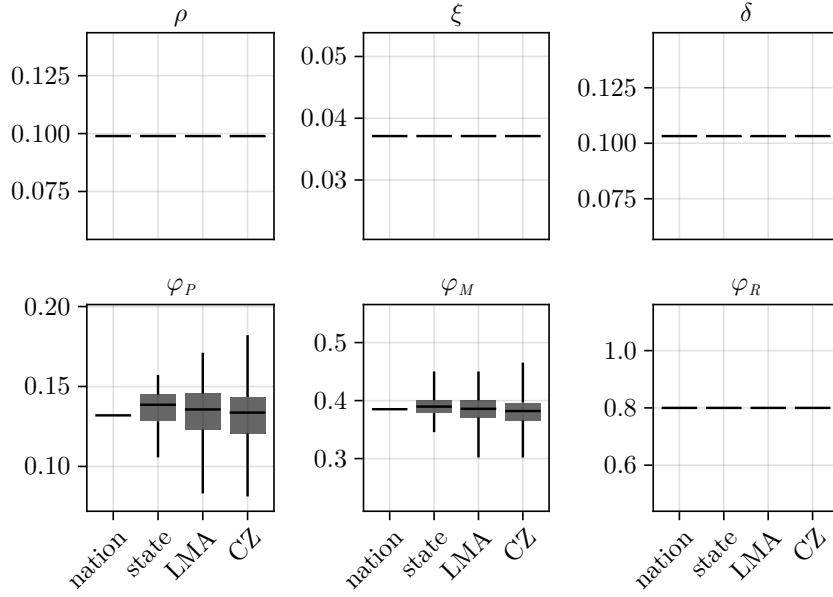 ρ ξ δ
0.125 0.100 0.075
0.05 0.04 0.03
0.125 0.100 0.075
φP φM φR
0.20 0.15 0.10
0.5 0.4 0.3
1.0 0.8 0.6
nation state LMA CZ
nation state LMA CZ
nation state LMA CZ